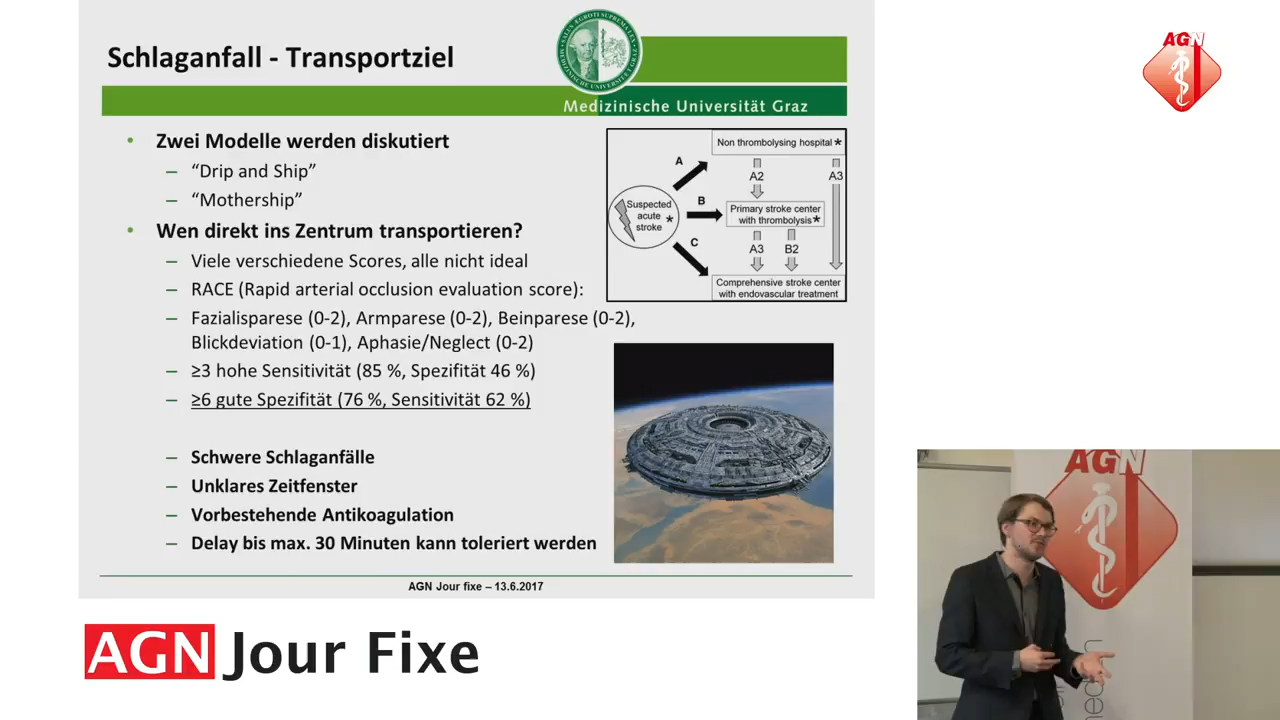 Schlaganfall - Transportziel
Medizinische Universität Graz
• Zwei Modelle werden diskutiert
– “Drip and Ship”
– “Mothership”
• Wen direkt ins Zentrum transportieren?
– Viele verschiedene Scores, alle nicht ideal
– RACE (Rapid arterial occlusion evaluation score):
– Fazialisparese (0-2), Armparese (0-2), Beinparese (0-2),
Blickdeviation (0-1), Aphasie/Neglect (0-2)
– ≥3 hohe Sensitivität (85 %, Spezifität 46 %)
– ≥6 gute Spezifität (76 %, Sensitivität 62 %)
– Schwere Schlaganfälle
– Unklares Zeitfenster
– Vorbestehende Antikoagulation
– Delay bis max. 30 Minuten kann toleriert werden
Non thrombolysing hospital *
A
A2
A3
Suspected
acute
stroke *
B
Primary stroke center
with thrombolysis *
C
A3
B2
Comprehensive stroke center
with endovascular treatment
AGN Jour fixe – 13.6.2017
AGN Jour Fixe
AGN
AGN